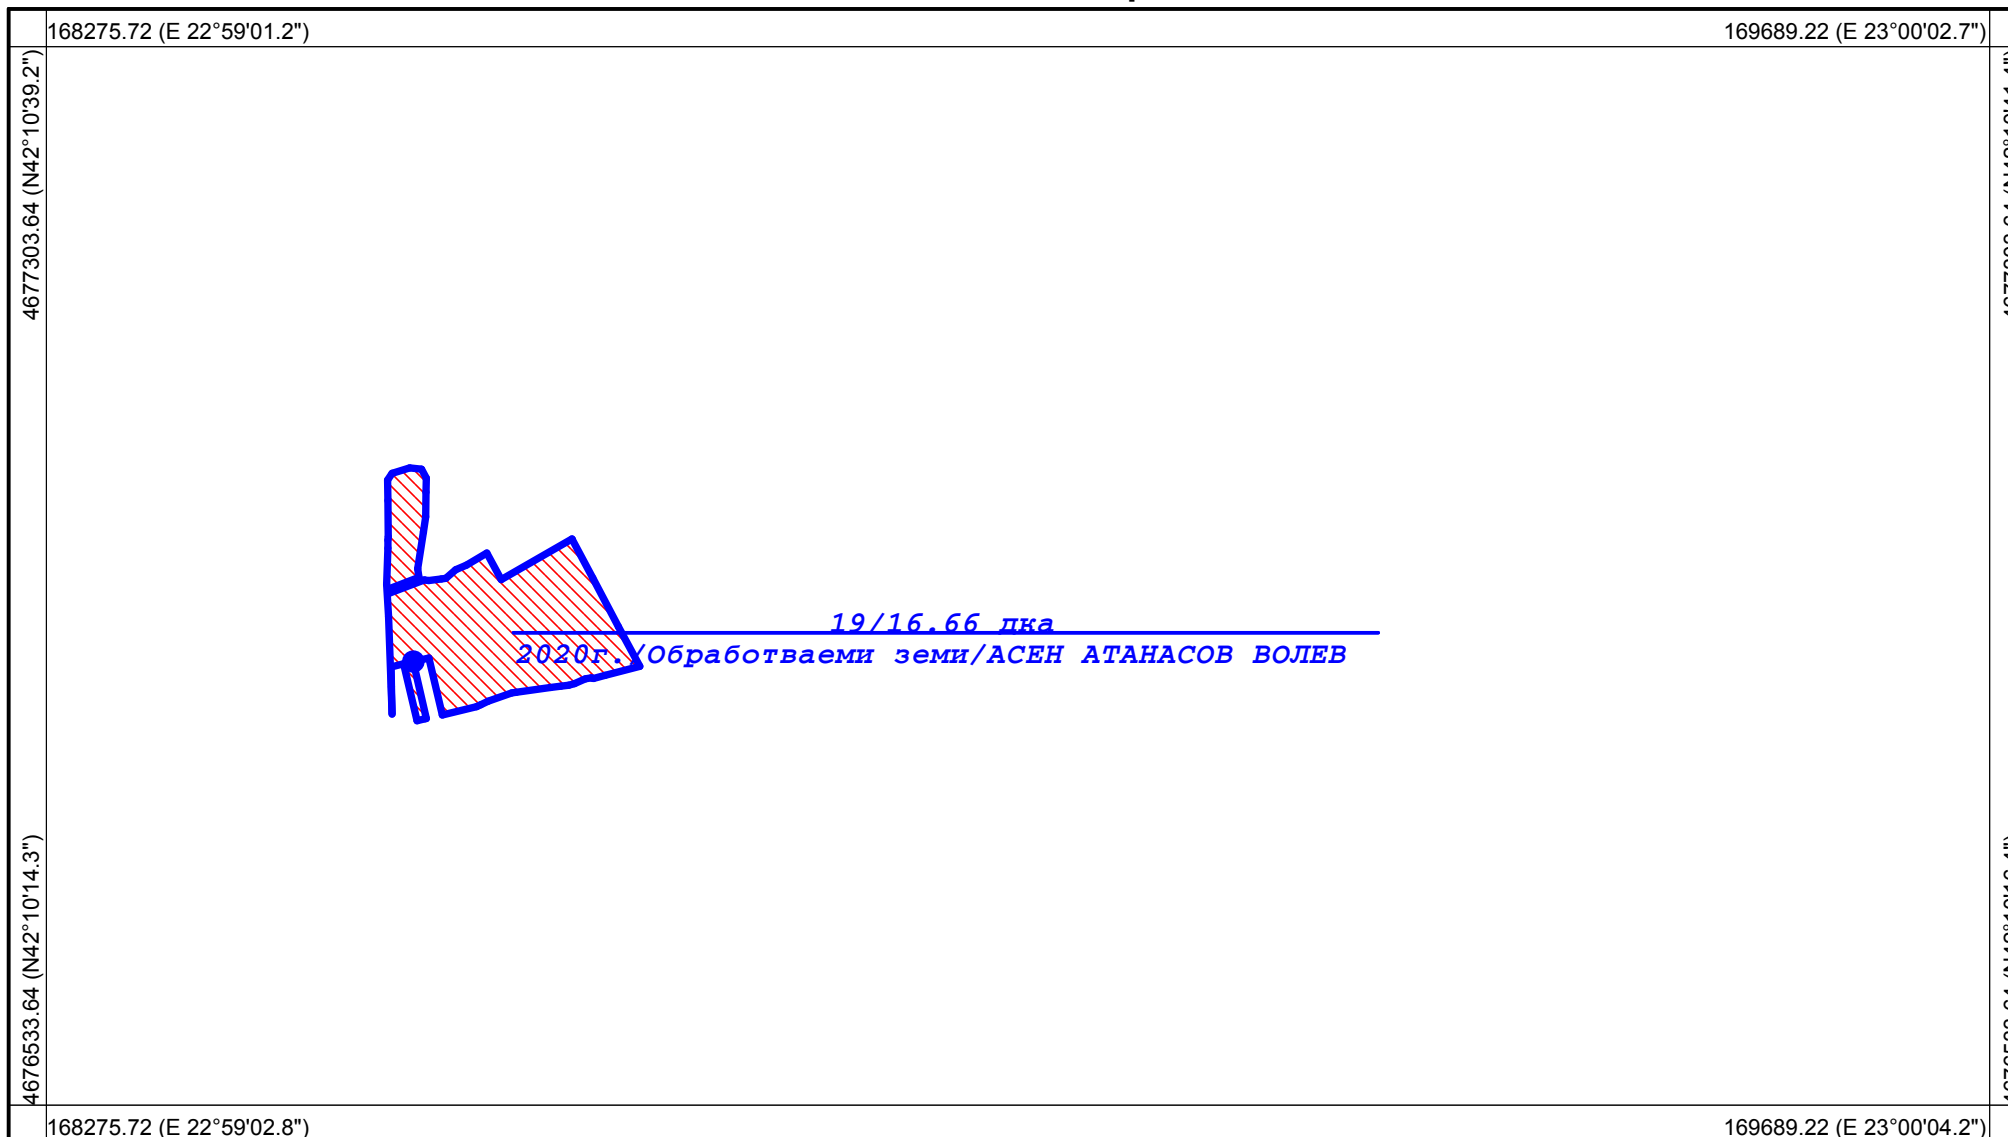 168275.72 (E 22°59'01.2")
169689.22 (E 23°00'02.7")
4677303.64 (N42°10'39.2")
19/16.66 дка
2020г./Обработваеми земи/АСЕН АТАНАСОВ ВОЛЕВ
4676533.64 (N42°10'14.3")
168275.72 (E 22°59'02.8")
169689.22 (E 23°00'04.2")